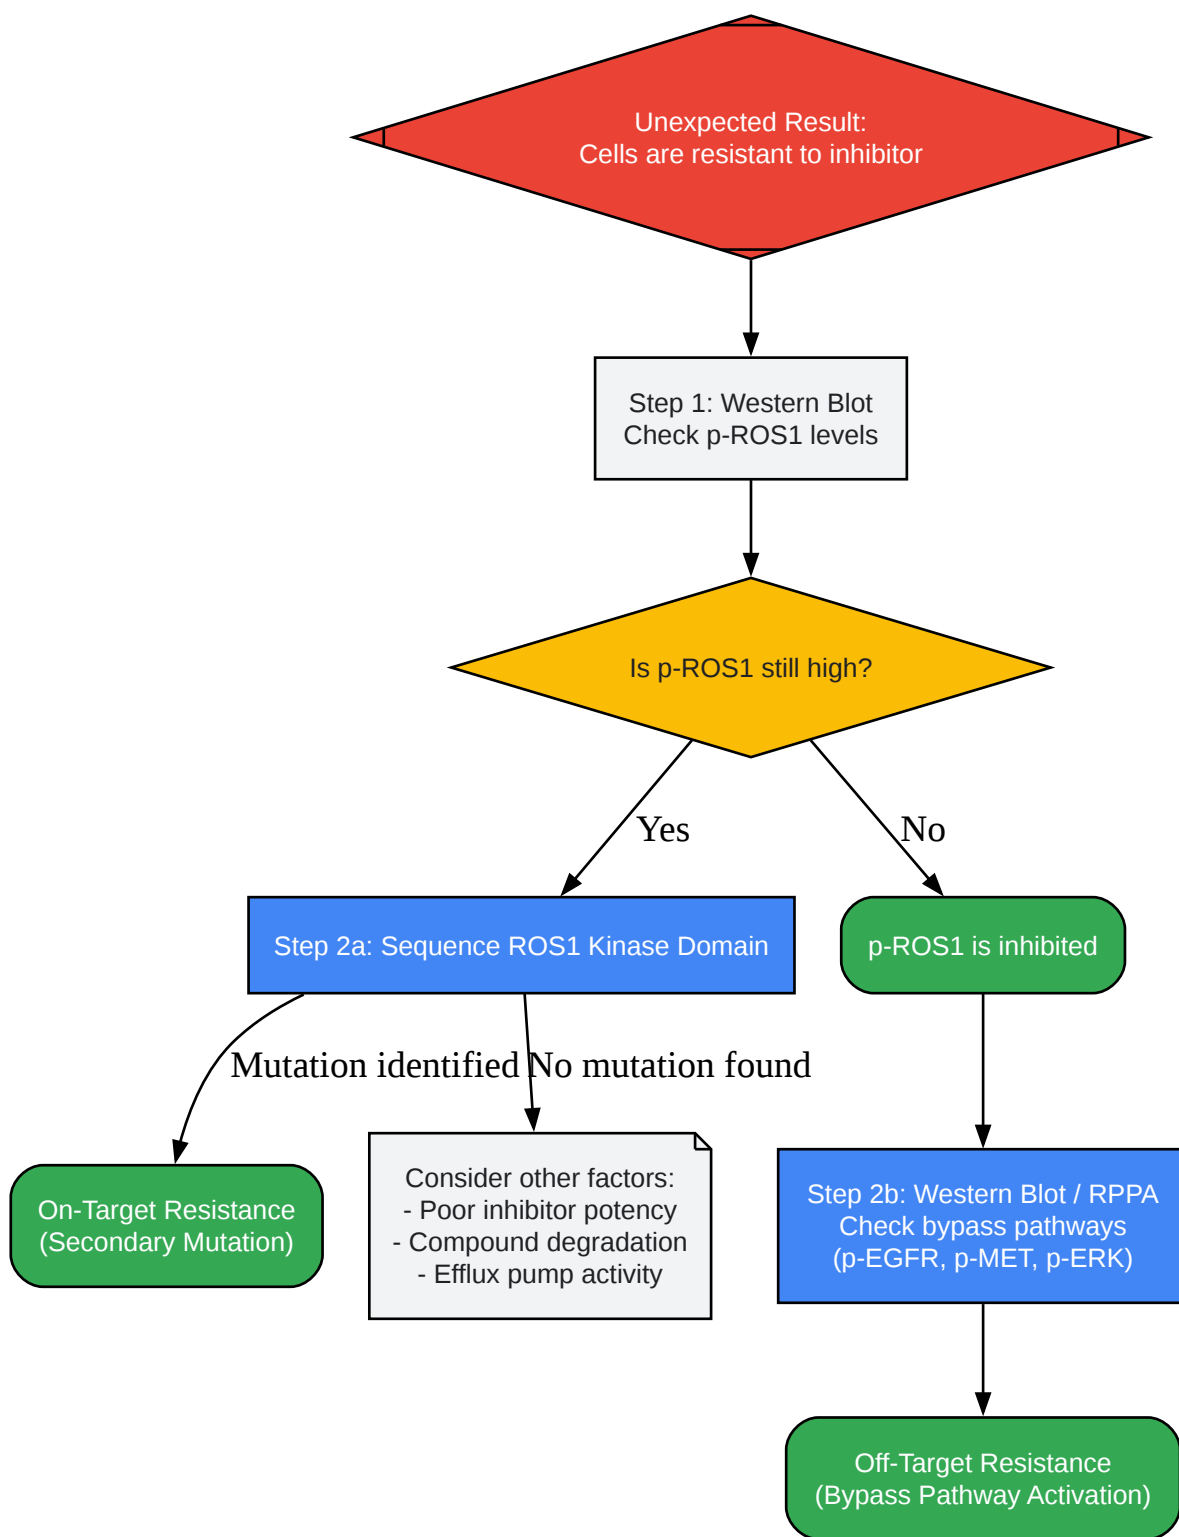 Unexpected Result:
Cells are resistant to inhibitor
Step 1: Western Blot
Check p-ROS1 levels
Is p-ROS1 still high?
Yes
No
Step 2a: Sequence ROS1 Kinase Domain
p-ROS1 is inhibited
Mutation identified
No mutation found
On-Target Resistance
(Secondary Mutation)
Consider other factors:
- Poor inhibitor potency
- Compound degradation
- Efflux pump activity
Step 2b: Western Blot / RPPA
Check bypass pathways
(p-EGFR, p-MET, p-ERK)
Off-Target Resistance
(Bypass Pathway Activation)